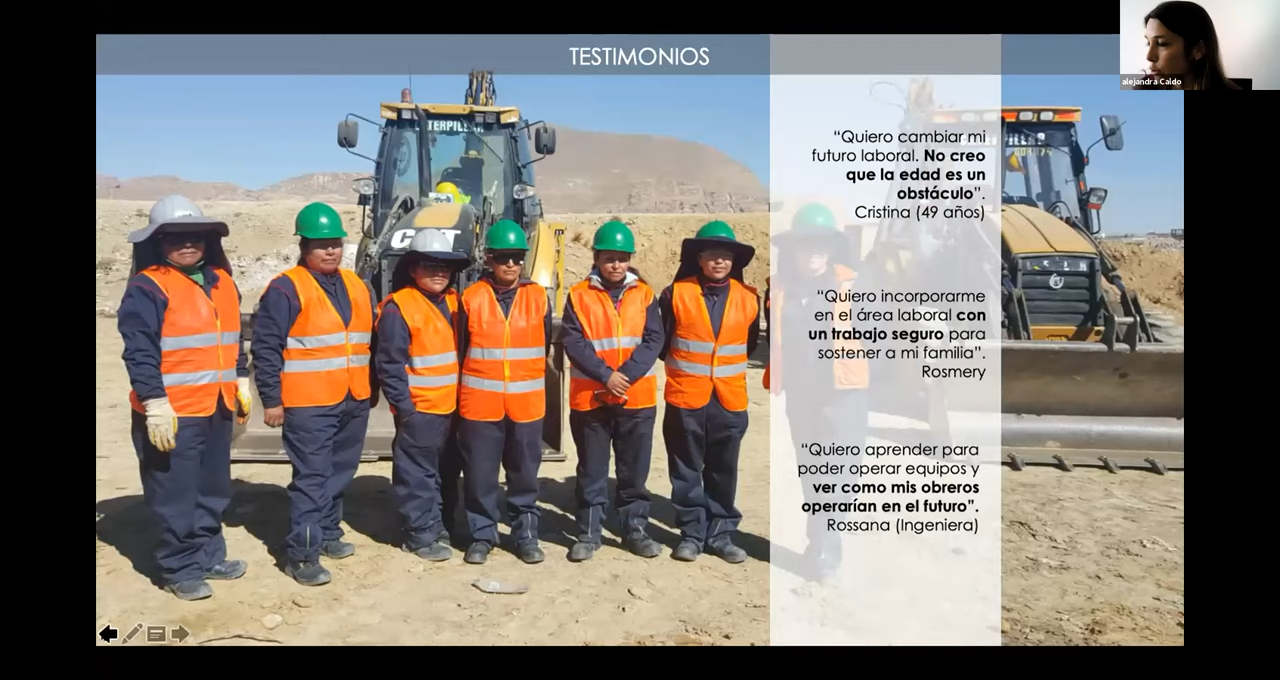 TESTIMONIOS
alejandra Caldo
“Quiero cambiar mi
futuro laboral. No creo
que la edad es un
obstáculo”.
Cristina (49 años)
“Quiero incorporarme
en el área laboral con
un trabajo seguro para
sostener a mi familia”.
Rosmery
“Quiero aprender para
poder operar equipos y
ver como mis obreros
operarían en el futuro”.
Rossana (Ingeniera)